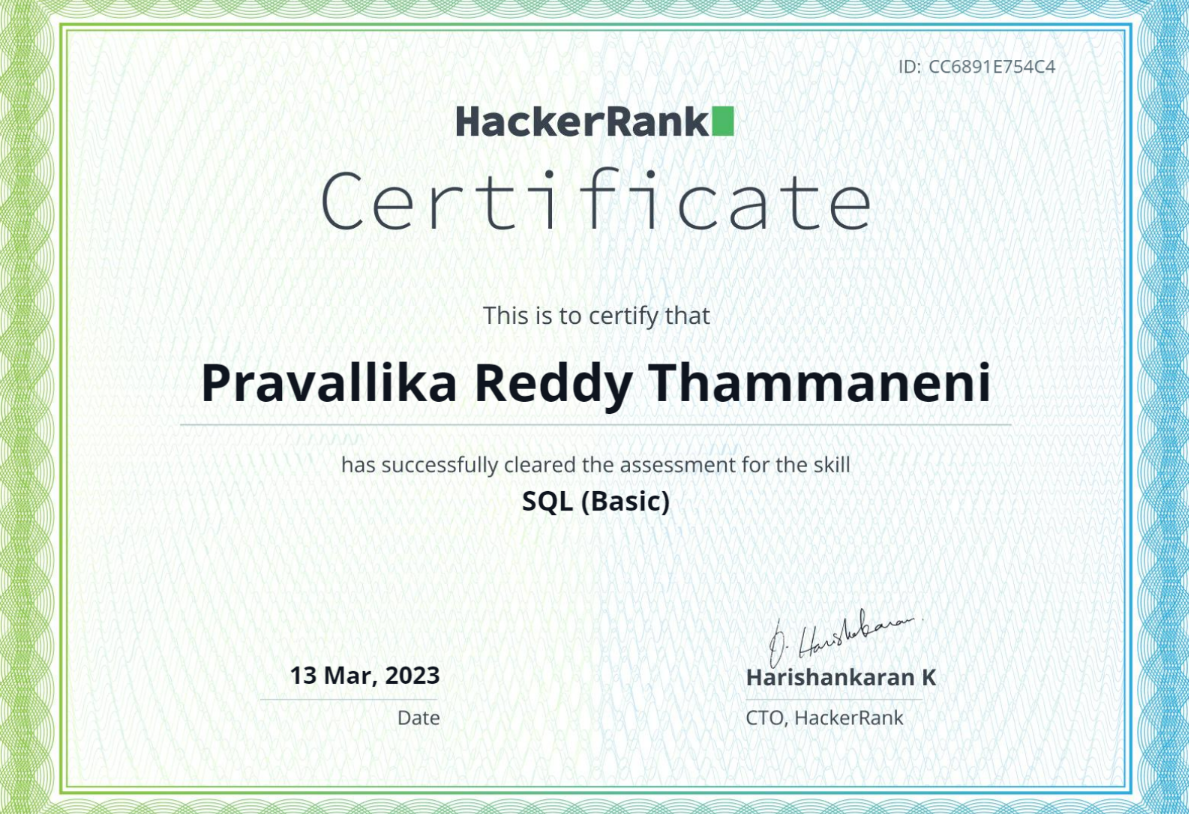 ID: CC6891E754C4
HackerRank
Certificate
This is to certify that
Pravallika Reddy Thammaneni
has successfully cleared the assessment for the skill
SQL (Basic)
13 Mar, 2023
Date
Harishankaran K
CTO, HackerRank